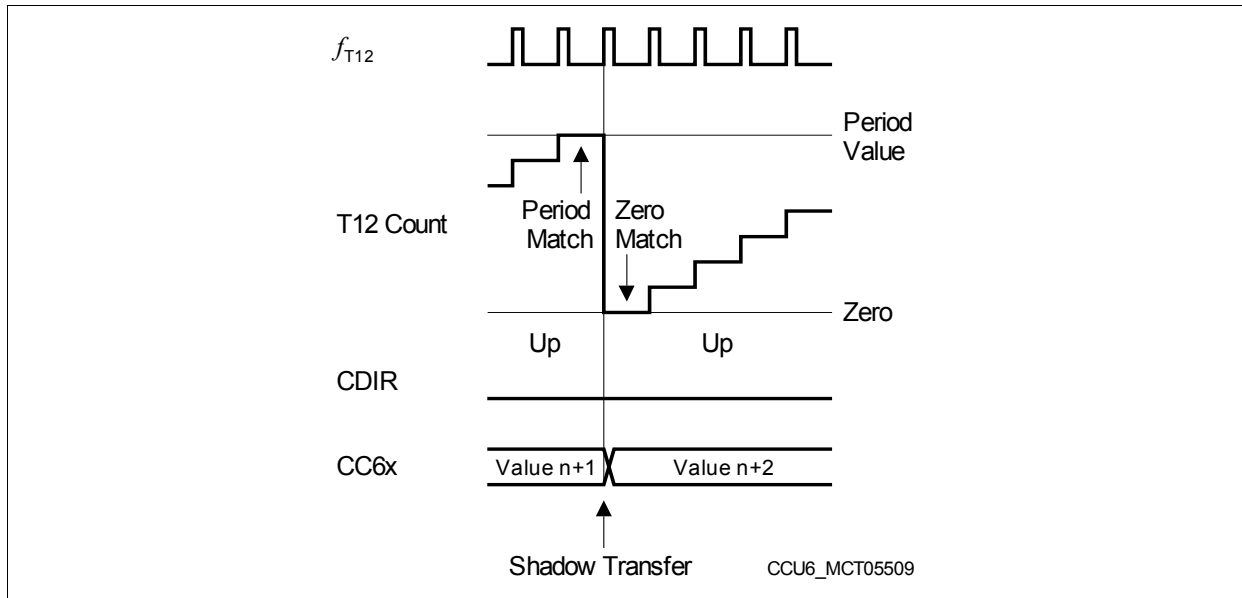 fT12
Period
Value
T12 Count
Period
Match
Zero
Match
Zero
Up
Up
CDIR
CC6x
Value n+1
Value n+2
Shadow Transfer
CCU6_MCT05509